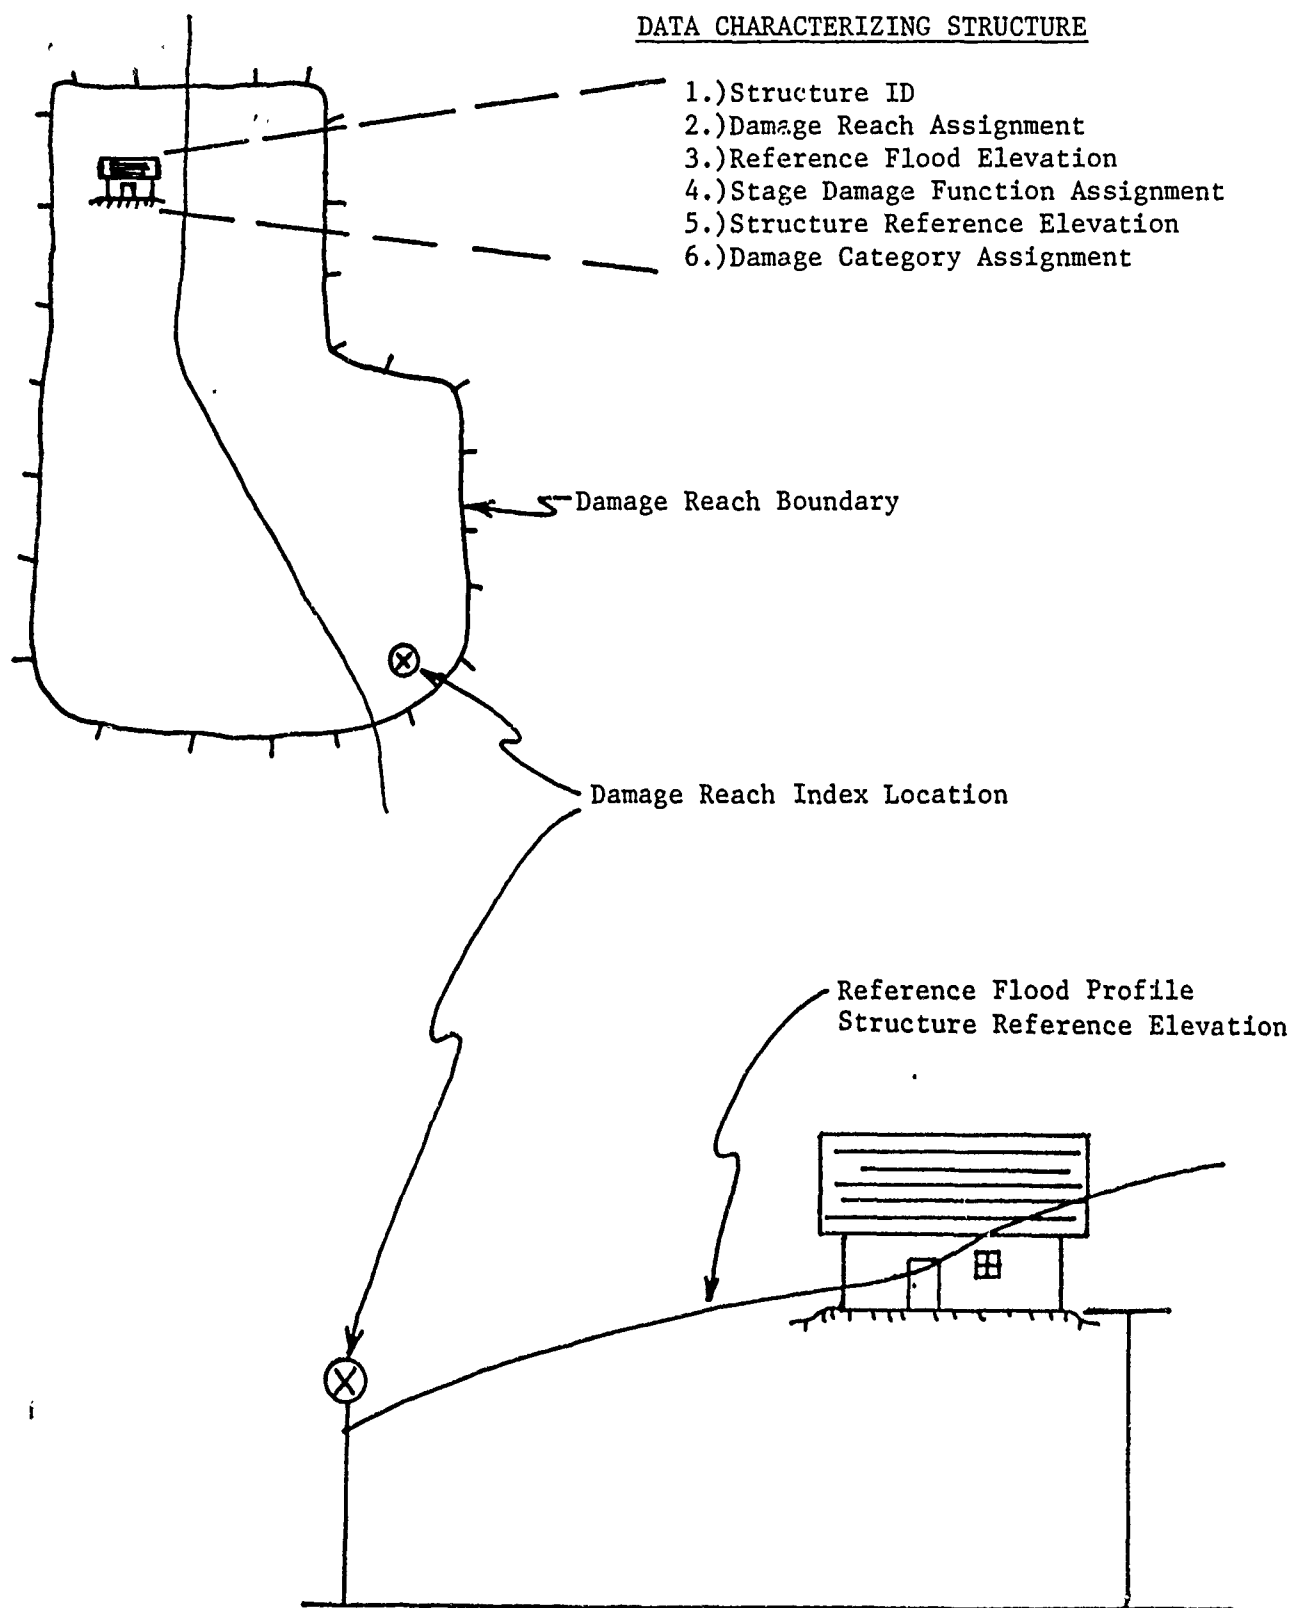 DATA CHARACTERIZING STRUCTURE
1.)Structure ID
2.)Damage Reach Assignment
3.)Reference Flood Elevation
4.)Stage Damage Function Assignment
5.)Structure Reference Elevation
6.)Damage Category Assignment
Damage Reach Boundary
Damage Reach Index Location
Reference Flood Profile
Structure Reference Elevation